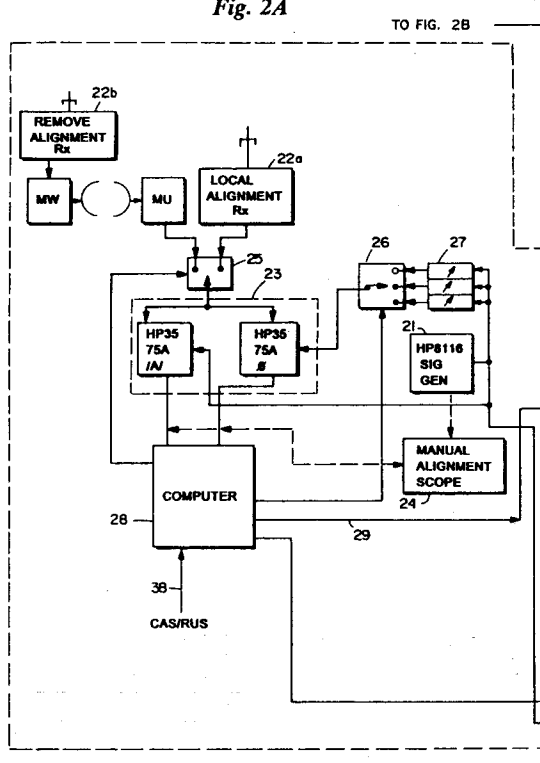 Fig. 2A
TO FIG. 2B
22b
REMOVE
ALIGNMENT
Rx
22a
LOCAL
ALIGNMENT
Rx
MW
MU
25
26
27
23
21
HP35
75A
/A/
HP35
75A
/B/
HP8116
SIG
GEN
MANUAL
ALIGNMENT
SCOPE
24
COMPUTER
28
29
38
CAS/RUS